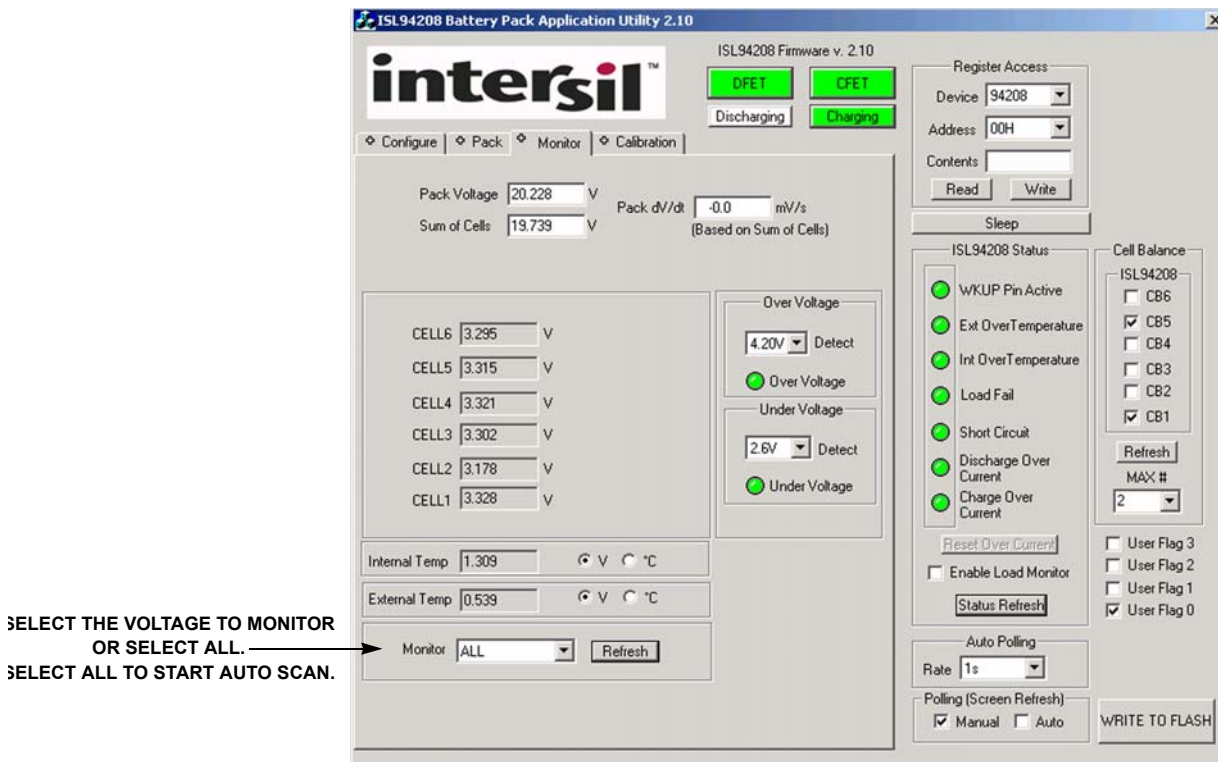 ISL94208 Battery Pack Application Utility 2.10
intersil™
ISL94208 Firmware v. 2.10
DFET CFET
Discharging Charging
Configure Pack Monitor Calibration
Pack Voltage 20.228 V
Sum of Cells 19.739 V
Pack dV/dt -0.0 mV/s
(Based on Sum of Cells)
CELL6 3.295 V
CELL5 3.315 V
CELL4 3.321 V
CELL3 3.302 V
CELL2 3.178 V
CELL1 3.328 V
Over Voltage
4.20V Detect
Over Voltage
Under Voltage
2.6V Detect
Under Voltage
Internal Temp 1.309 V °C
External Temp 0.539 V °C
SELECT THE VOLTAGE TO MONITOR
OR SELECT ALL.
SELECT ALL TO START AUTO SCAN.
Monitor ALL Refresh
Register Access
Device 94208
Address 00H
Contents
Read Write
Sleep
ISL94208 Status
WKUP Pin Active
Ext OverTemperature
Int OverTemperature
Load Fail
Short Circuit
Discharge Over
Current
Charge Over
Current
Reset Over Current
Enable Load Monitor
Status Refresh
Cell Balance
ISL94208
CB6
CB5
CB4
CB3
CB2
CB1
Refresh
MAX #
2
User Flag 3
User Flag 2
User Flag 1
User Flag 0
Auto Polling
Rate 1s
Polling (Screen Refresh)
Manual Auto
WRITE TO FLASH